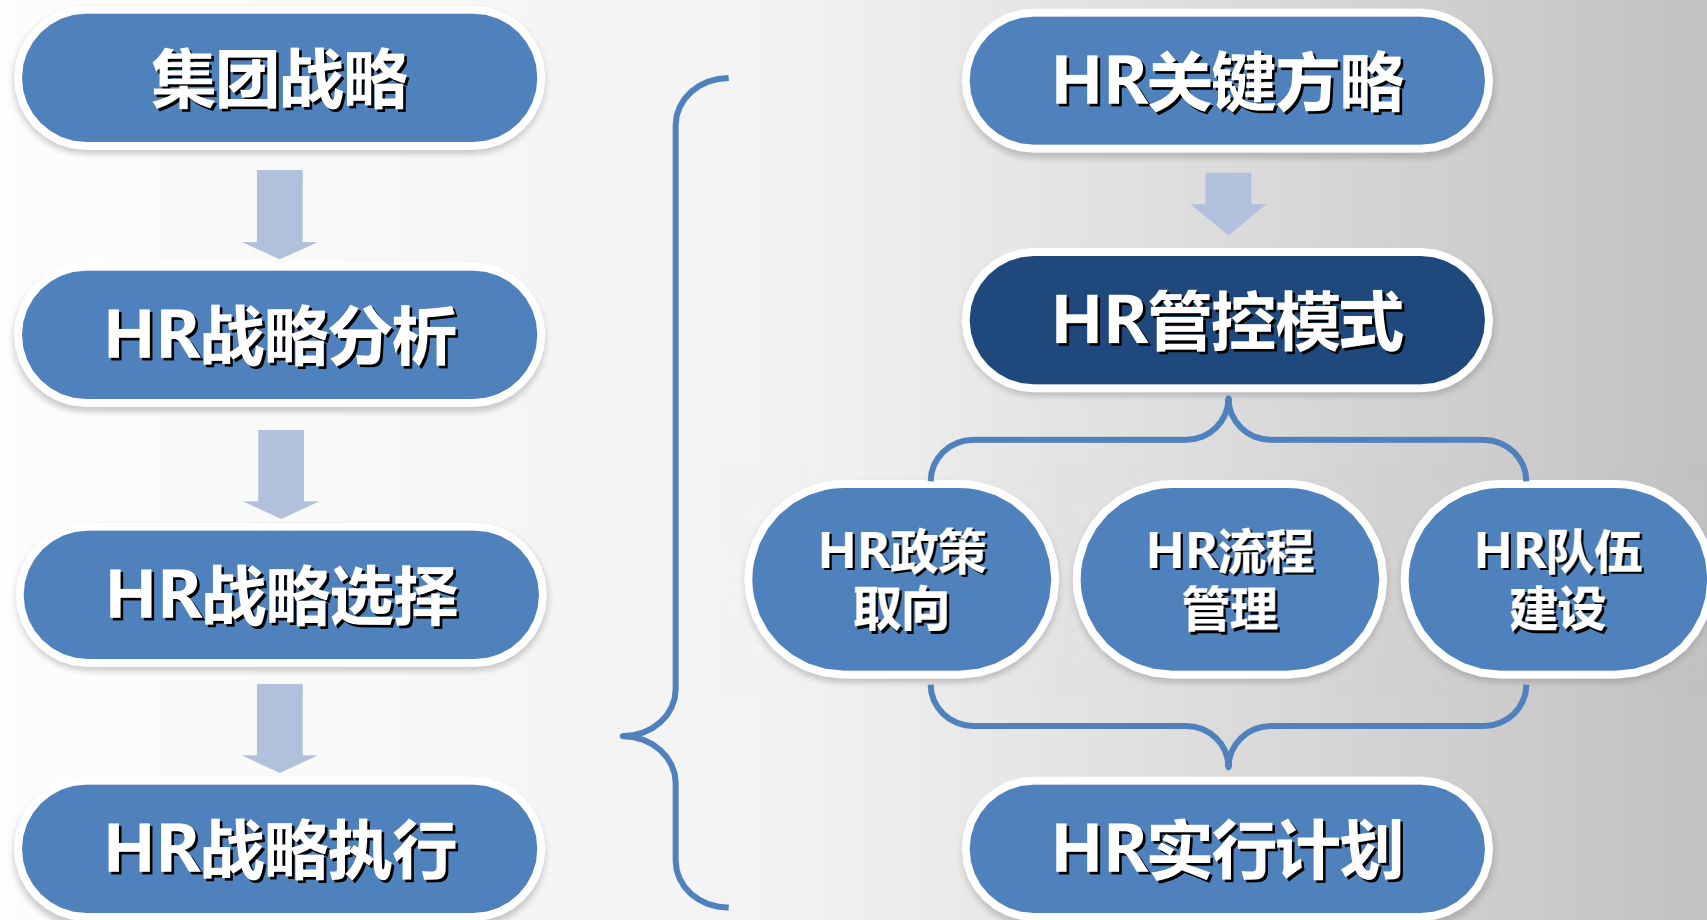 集团战略
HR战略分析
HR战略选择
HR战略执行
HR关键方略
HR管控模式
HR政策
取向
HR流程
管理
HR队伍
建设
HR实行计划